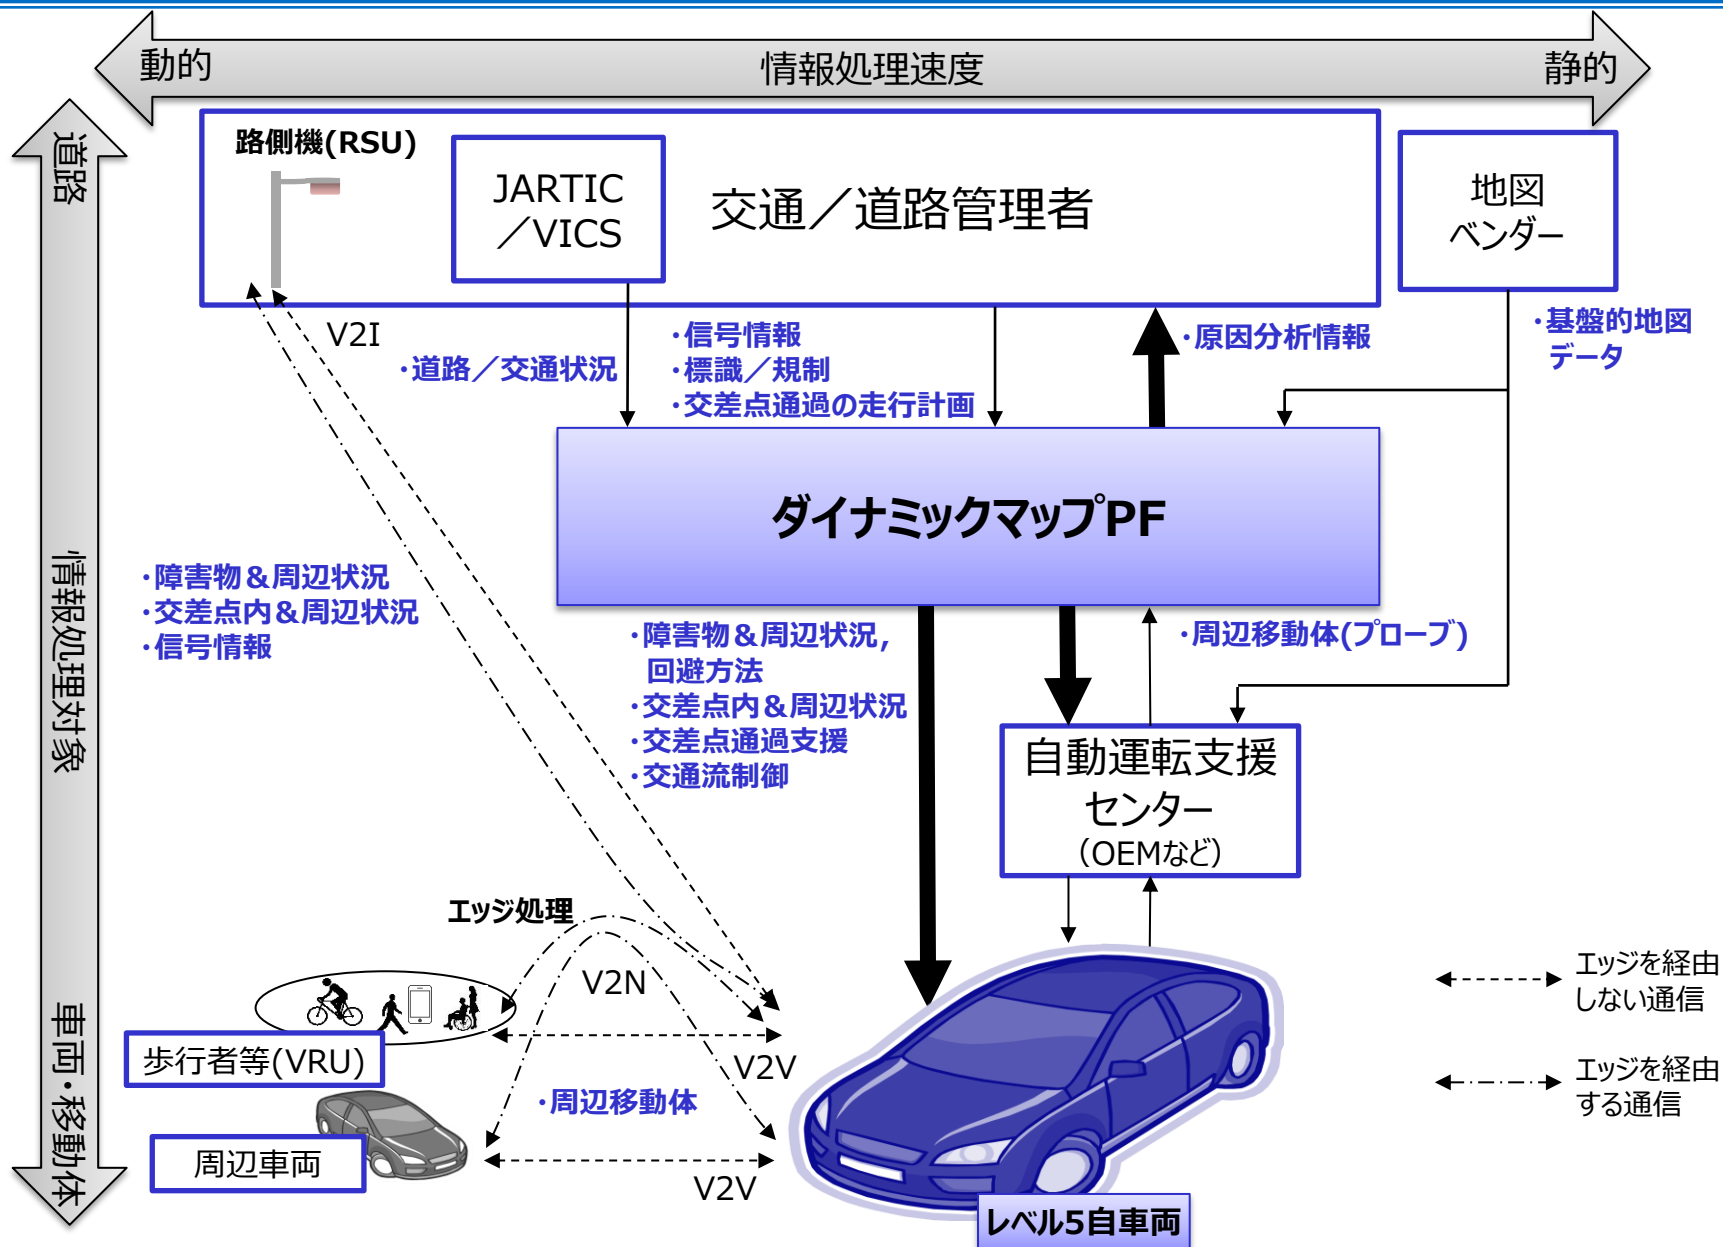 動的
情報処理速度
静的
道路
情報処理対象
車両・移動体
路側機(RSU)
JARTIC
／VICS
交通／道路管理者
地図
ベンダー
V2I
・道路／交通状況
・信号情報
・標識／規制
・交差点通過の走行計画
・原因分析情報
・基盤的地図
データ
ダイナミックマップPF
・障害物＆周辺状況
・交差点内＆周辺状況
・信号情報
・障害物＆周辺状況，
回避方法
・交差点内＆周辺状況
・交差点通過支援
・交通流制御
・周辺移動体(プローブ)
自動運転支援
センター
（OEMなど）
エッジ処理
V2N
歩行者等(VRU)
V2V
・周辺移動体
周辺車両
V2V
レベル5自車両
エッジを経由
しない通信
エッジを経由
する通信